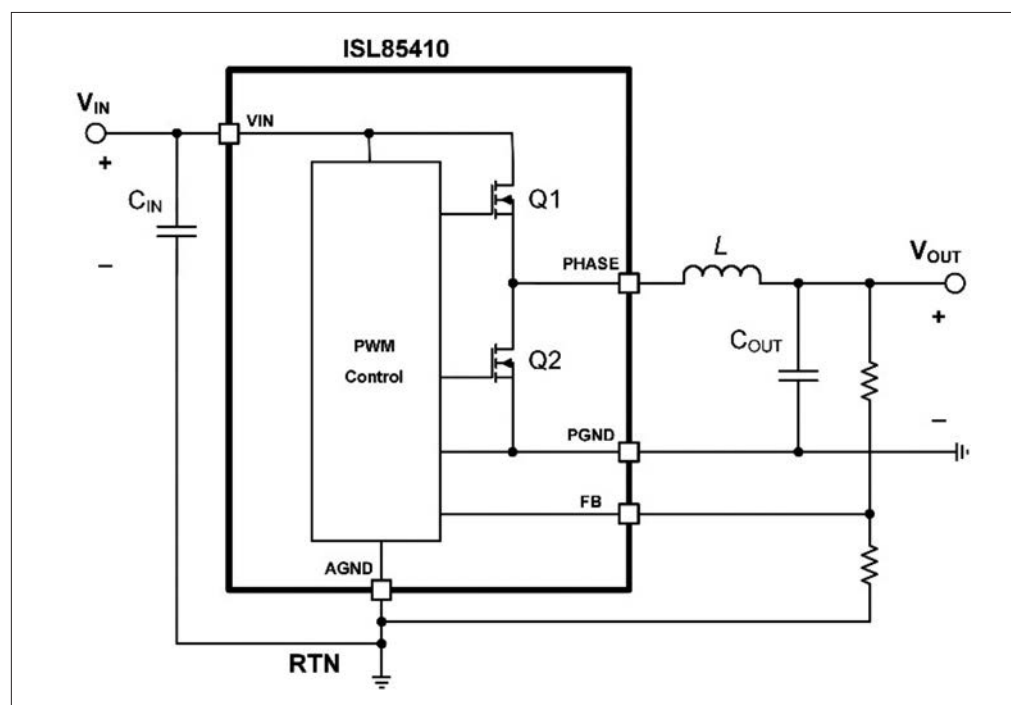 ISL85410
VIN
VIN
+
CIN
–
Q1
PHASE
L
VOUT
+
COUT
PWM
Control
Q2
PGND
–
FB
AGND
RTN